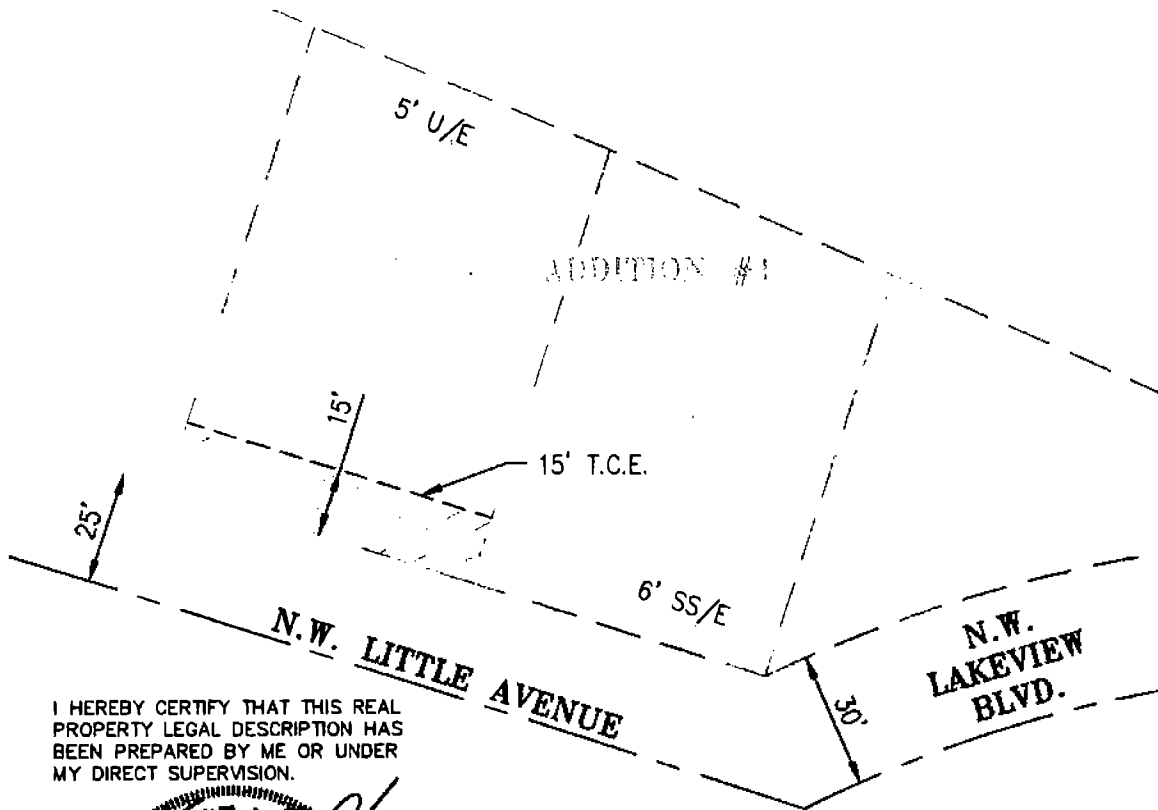 5' U/E
ADDITION #1
15'
15' T.C.E.
25'
6' SS/E
N.W. LITTLE AVENUE
N.W.
LAKEVIEW
BLVD.
30'
I HEREBY CERTIFY THAT THIS REAL
PROPERTY LEGAL DESCRIPTION HAS
BEEN PREPARED BY ME OR UNDER
MY DIRECT SUPERVISION.